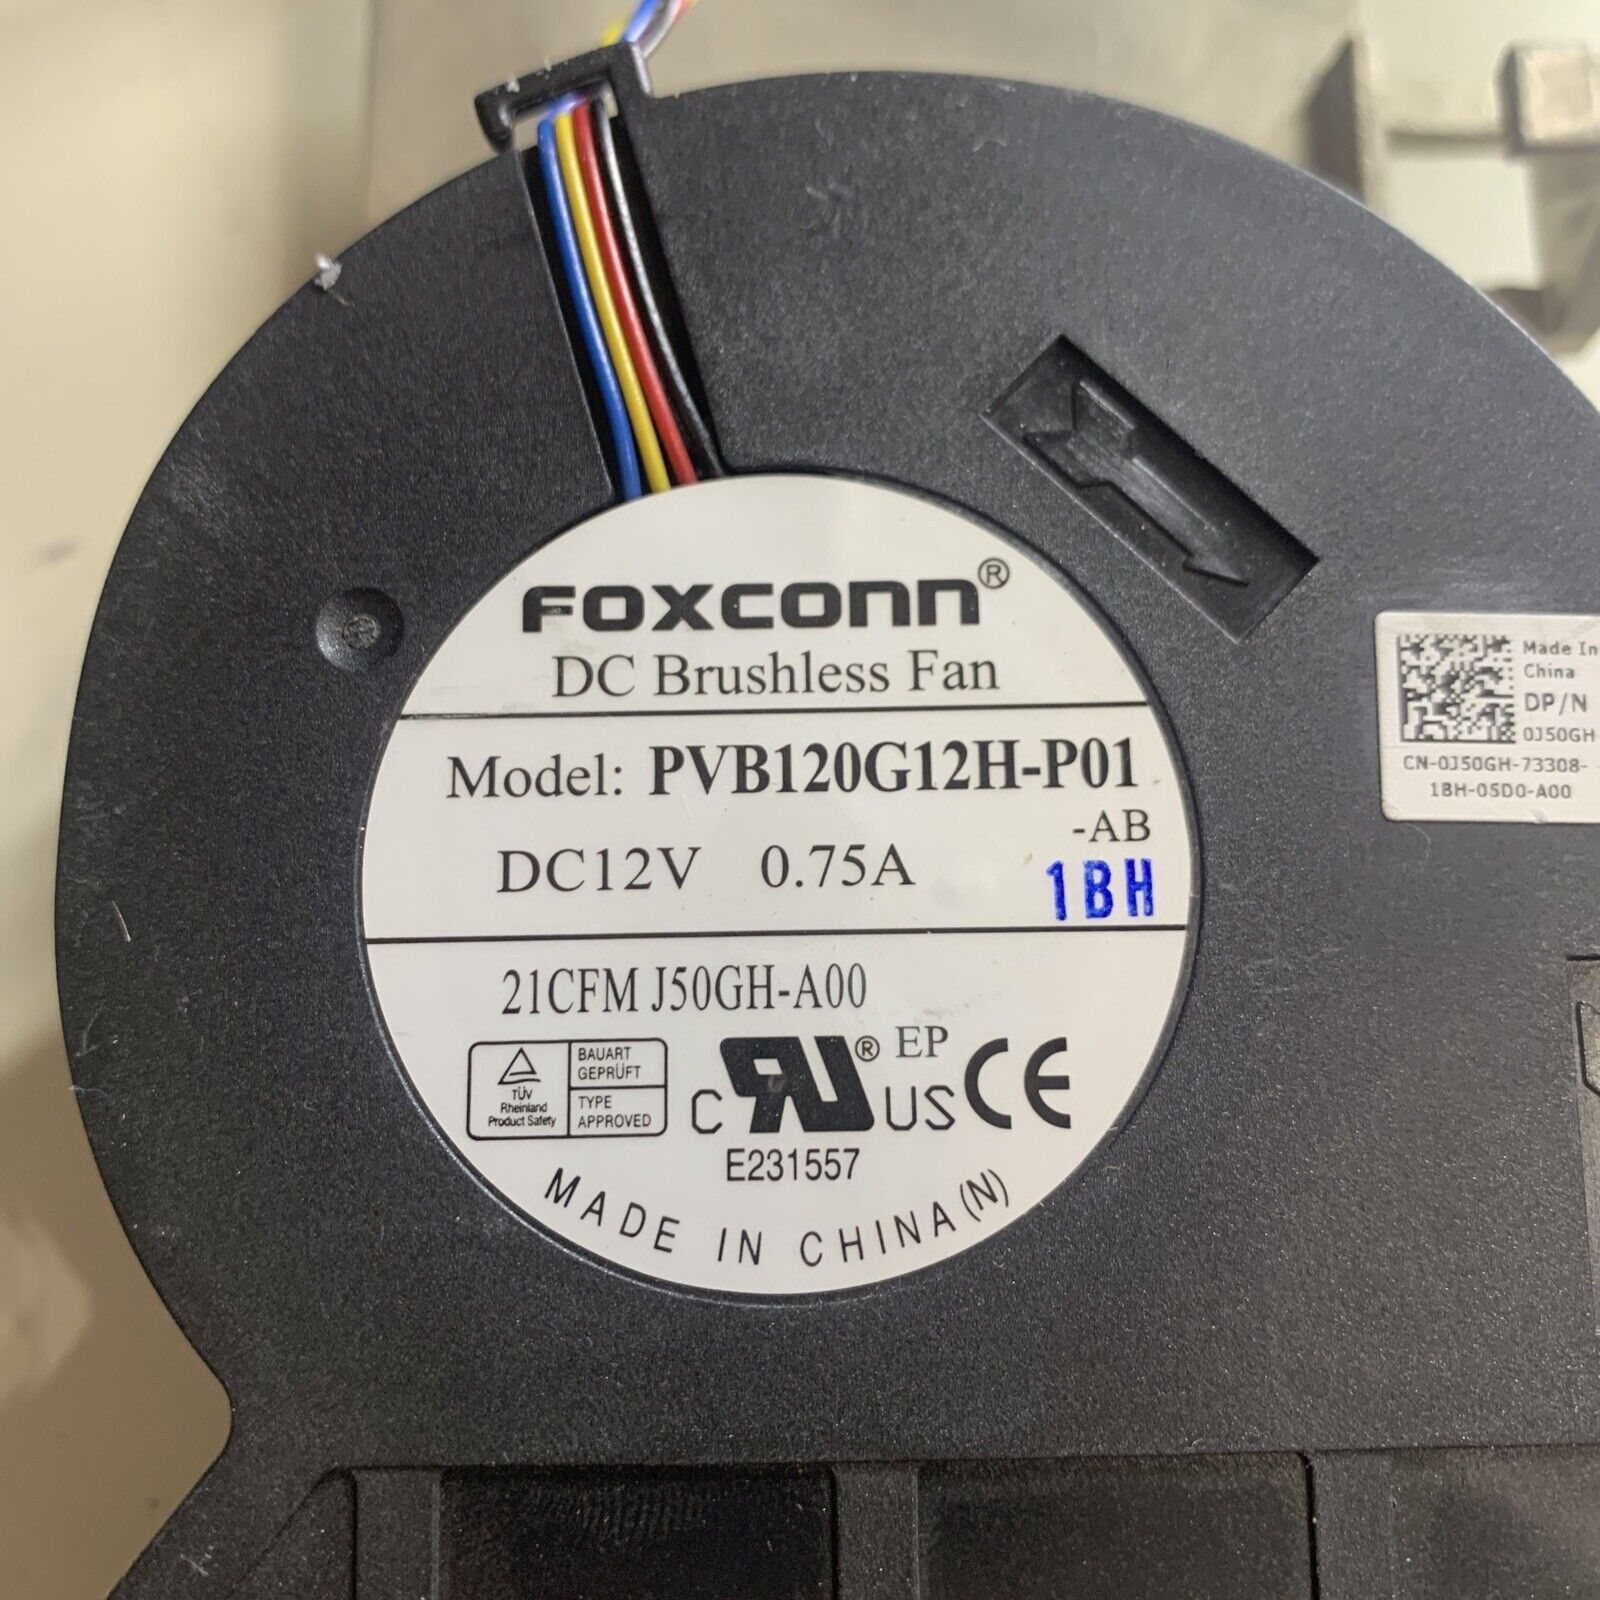 FOXCONN®
DC Brushless Fan
Model: PVB120G12H-P01
-AB
DC12V 0.75A
1BH
21CFM J50GH-A00
TÜV
Rheinland
Product Safety
BAUART
GEPRÜFT
TYPE
APPROVED
C RU® US EP CE
E231557
MADE IN CHINA (N)
Made In
China
DP/N
0J50GH
CN-0J50GH-73308-
1BH-05D0-A00